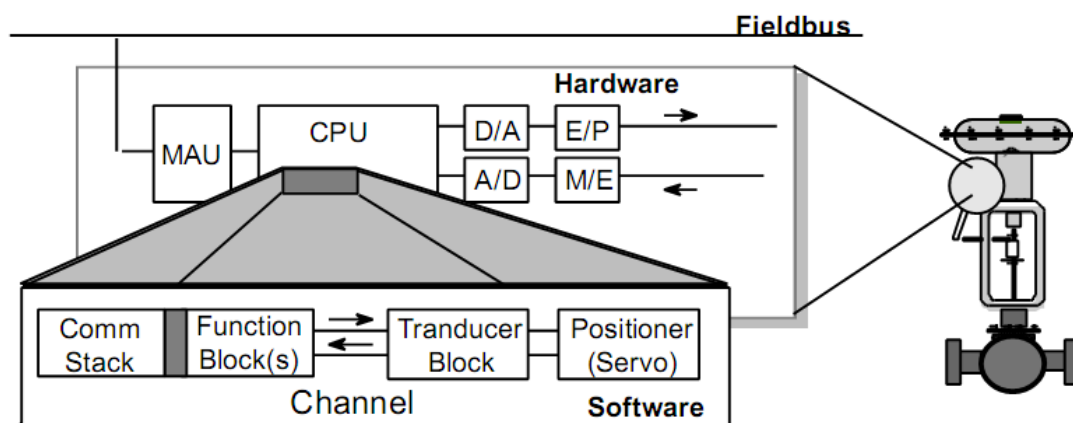 Fieldbus
Hardware
MAU
CPU
D/A
E/P
A/D
M/E
Comm
Stack
Function
Block(s)
Tranducer
Block
Positioner
(Servo)
Channel
Software